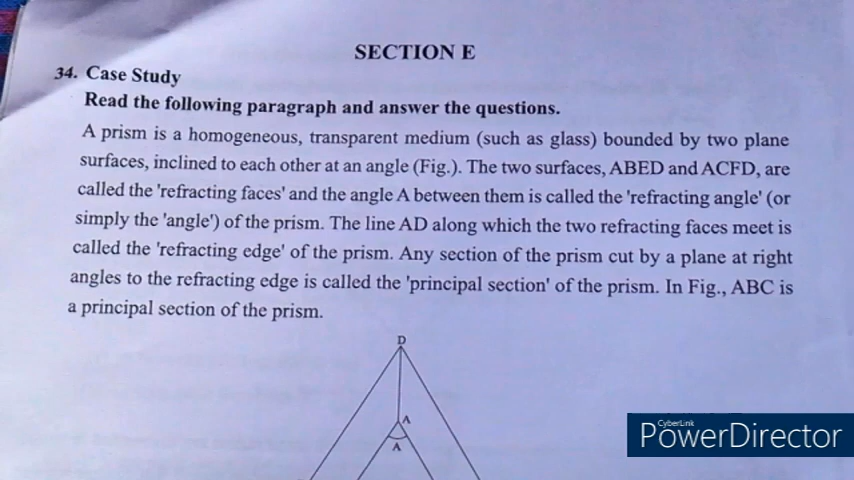 SECTION E
34. Case Study
Read the following paragraph and answer the questions.
A prism is a homogeneous, transparent medium (such as glass) bounded by two plane
surfaces, inclined to each other at an angle (Fig.). The two surfaces, ABED and ACFD, are
called the 'refracting faces' and the angle A between them is called the 'refracting angle' (or
simply the 'angle') of the prism. The line AD along which the two refracting faces meet is
called the 'refracting edge' of the prism. Any section of the prism cut by a plane at right
angles to the refracting edge is called the 'principal section' of the prism. In Fig., ABC is
a principal section of the prism.
D
A
A
CyberLink
PowerDirector